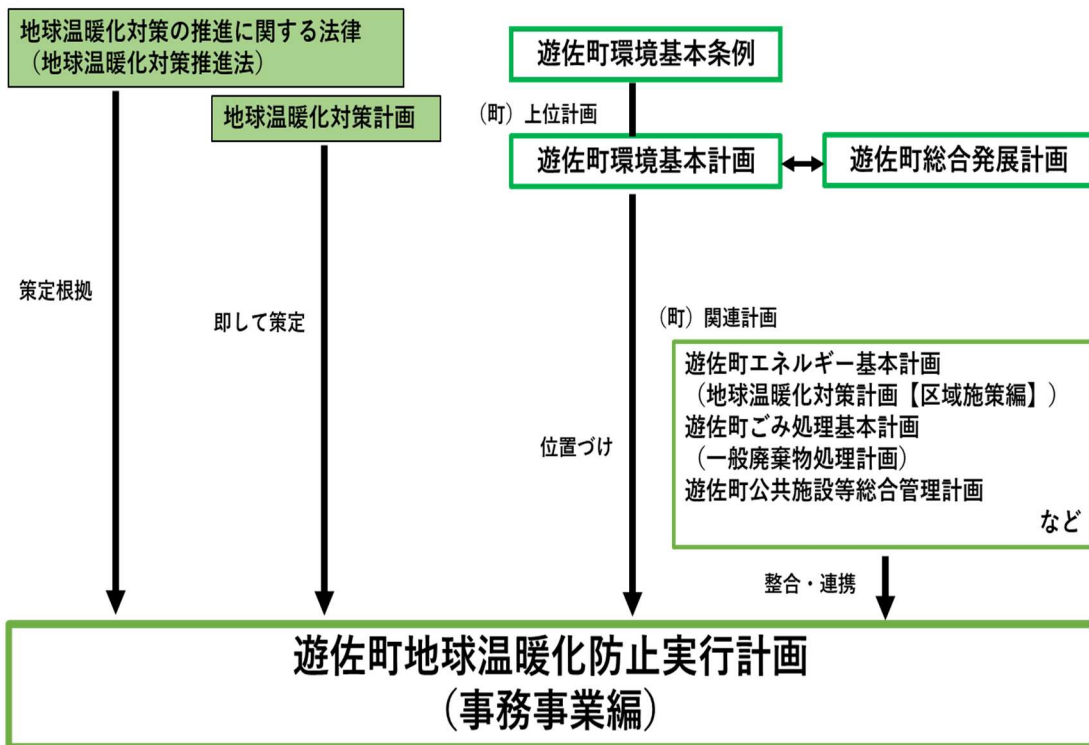 地球温暖化対策の推進に関する法律
（地球温暖化対策推進法）
地球温暖化対策計画
遊佐町環境基本条例
（町）上位計画
遊佐町環境基本計画
遊佐町総合発展計画
策定根拠
即して策定
位置づけ
（町）関連計画
遊佐町エネルギー基本計画
（地球温暖化対策計画【区域施策編】）
遊佐町ごみ処理基本計画
（一般廃棄物処理計画）
遊佐町公共施設等総合管理計画
など
整合・連携
遊佐町地球温暖化防止実行計画
（事務事業編）